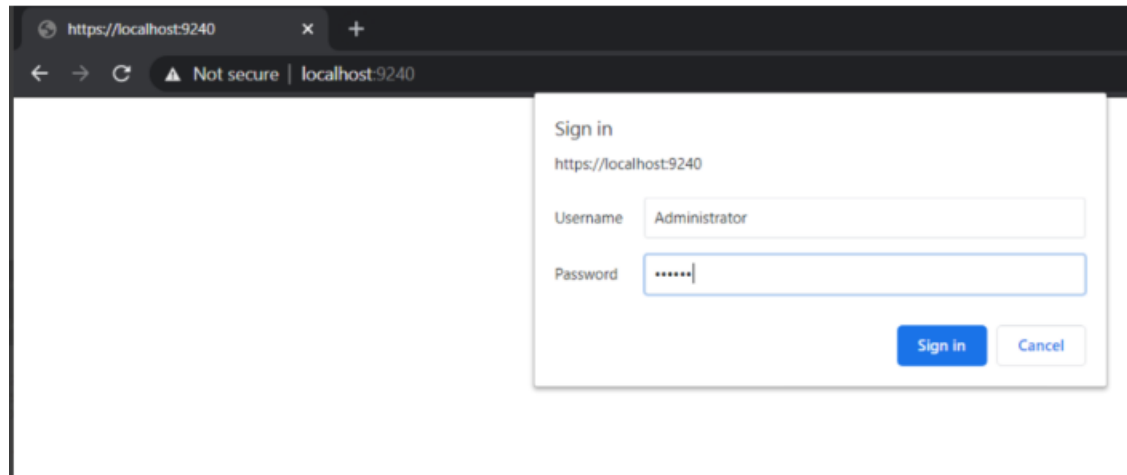 https://localhost:9240
Not secure | localhost:9240
Sign in
https://localhost:9240
Username Administrator
Password ••••••
Sign in Cancel